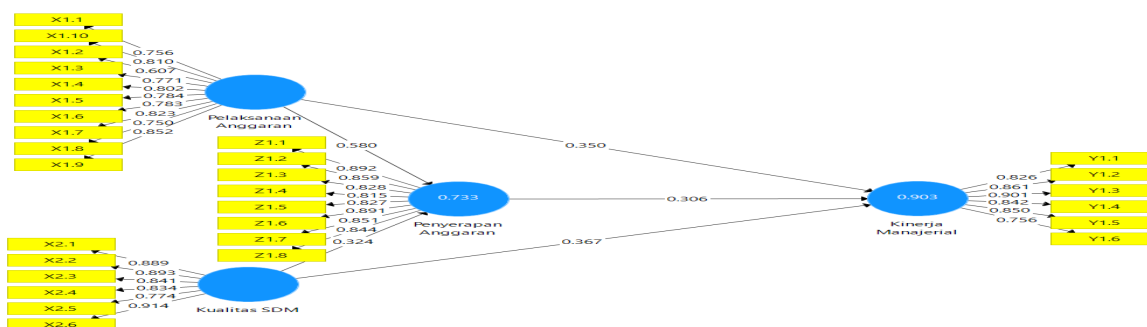 X1.1
X1.10
X1.2
X1.3
X1.4
X1.5
X1.6
X1.7
X1.8
X1.9
0.756
0.810
0.607
0.771
0.802
0.784
0.783
0.823
0.750
0.852
Pelaksanaan
Anggaran
0.580
0.350
Z1.1
Z1.2
Z1.3
Z1.4
Z1.5
Z1.6
Z1.7
Z1.8
0.892
0.859
0.828
0.815
0.827
0.891
0.851
0.844
0.324
0.733
Penyerapan
Anggaran
0.306
0.367
0.903
Kinerja
Manajerial
0.826
0.861
0.901
0.842
0.850
0.756
Y1.1
Y1.2
Y1.3
Y1.4
Y1.5
Y1.6
X2.1
X2.2
X2.3
X2.4
X2.5
X2.6
0.889
0.893
0.841
0.834
0.774
0.914
Kualitas SDM